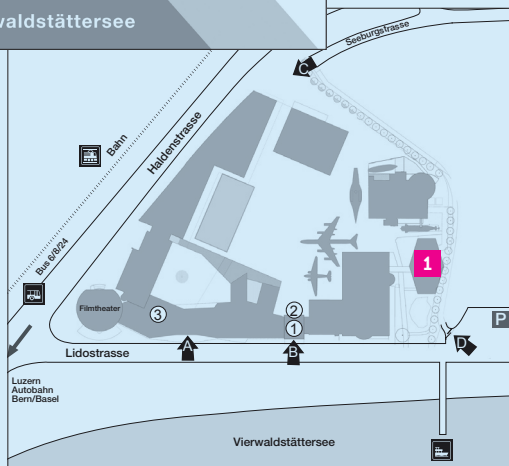 waldstättersee
Seeburgstrasse
C
Haldenstrasse
Bahn
Bus 6/8/24
1
Filmtheater
3
2
1
A
B
D
P
Lidostrasse
Luzern
Autobahn
Bern/Basel
Vierwaldstättersee